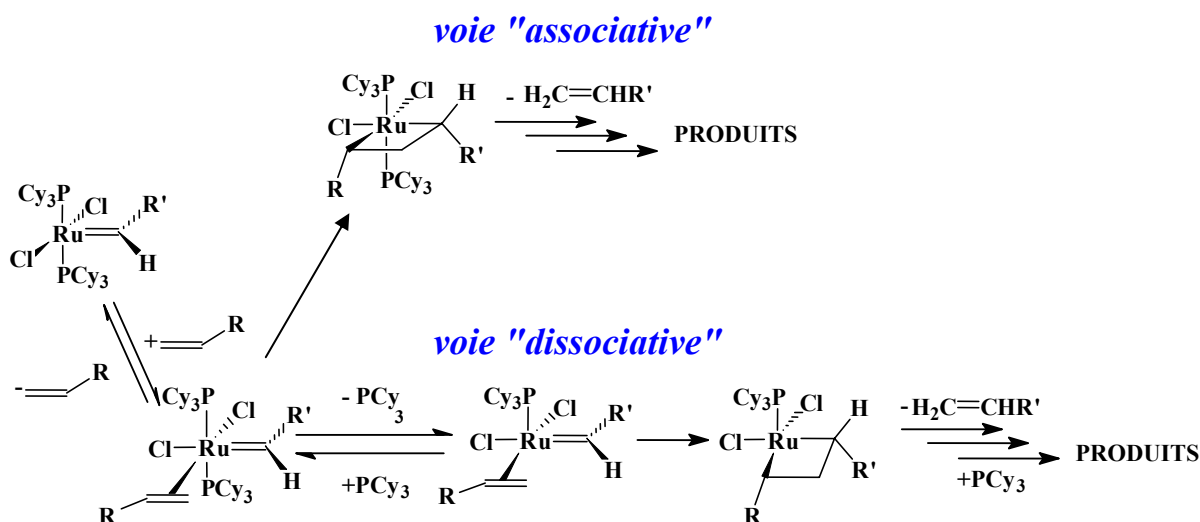 voie "associative"
Cy₃P
Cl
H
Cl
Ru
R'
R
PCy₃
- H₂C=CHR'
PRODUITS
Cy₃P
Cl
R'
Ru
Cl
H
PCy₃
+
R
-
R
voie "dissociative"
Cy₃P
Cl
R'
Cl
Ru
H
PCy₃
R
- PCy₃
+PCy₃
Cy₃P
Cl
R'
Cl
Ru
H
R
Cy₃P
Cl
H
Cl
Ru
R'
R
-H₂C=CHR'
+PCy₃
PRODUITS